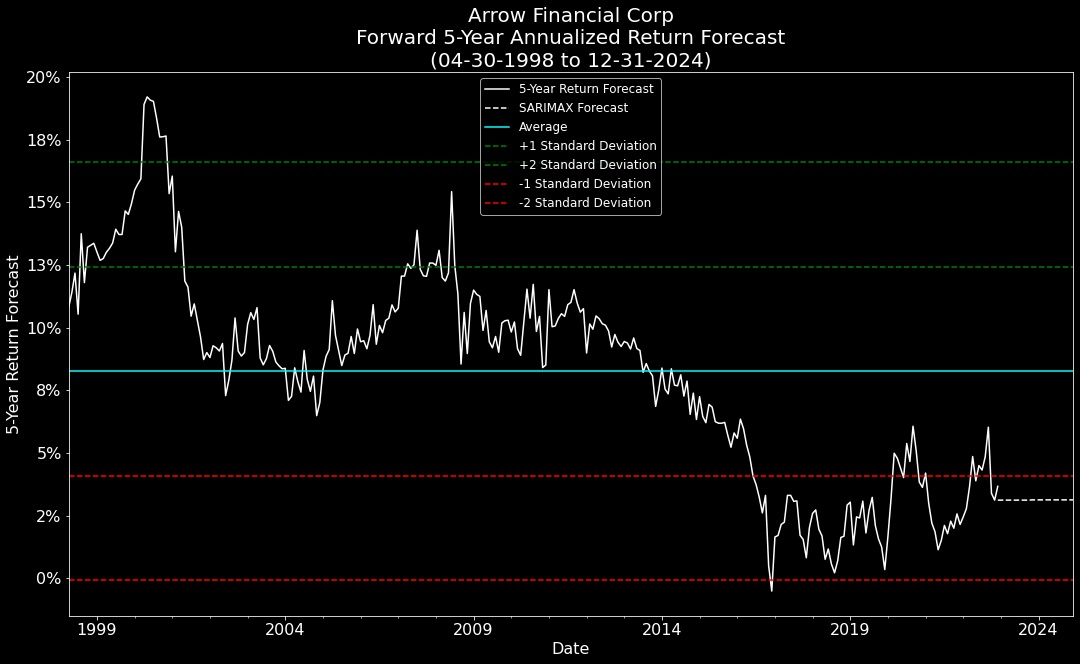 Arrow Financial Corp
Forward 5-Year Annualized Return Forecast
(04-30-1998 to 12-31-2024)
5-Year Return Forecast
SARIMAX Forecast
Average
+1 Standard Deviation
+2 Standard Deviation
-1 Standard Deviation
-2 Standard Deviation
20%
18%
15%
13%
10%
8%
5%
2%
0%
5-Year Return Forecast
1999
2004
2009
2014
2019
2024
Date